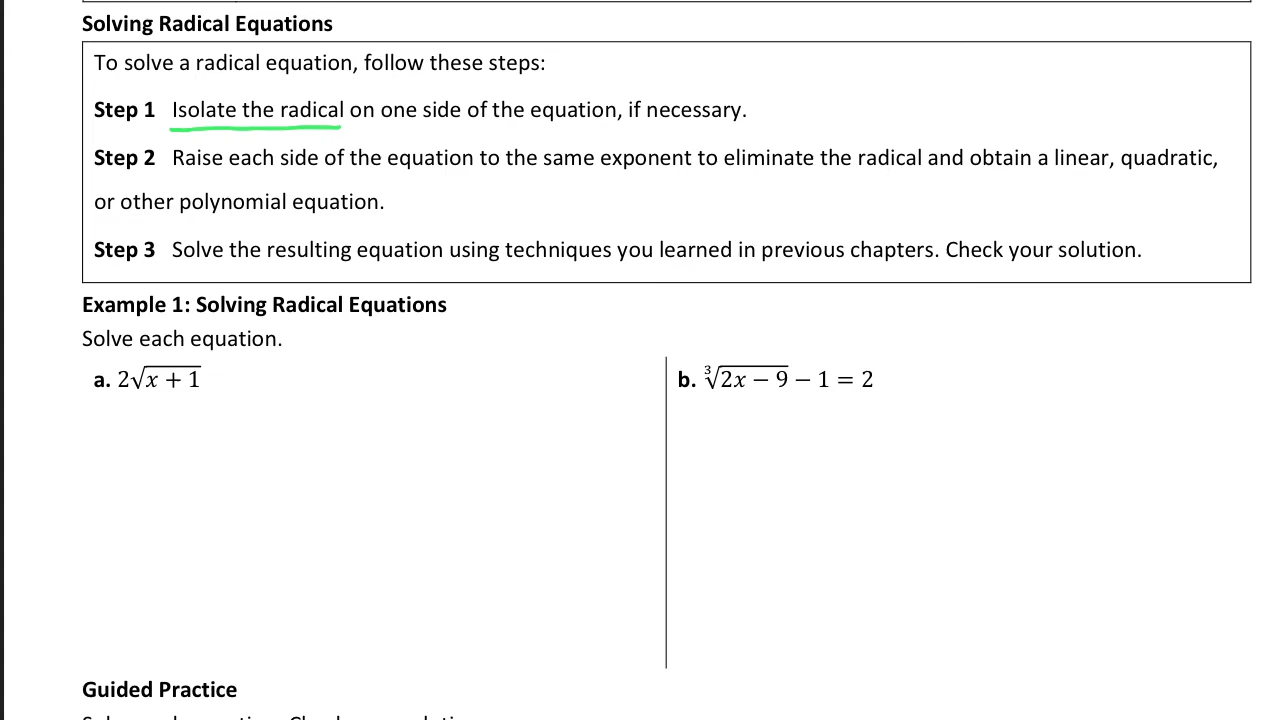 Solving Radical Equations
To solve a radical equation, follow these steps:
Step 1 Isolate the radical on one side of the equation, if necessary.
Step 2 Raise each side of the equation to the same exponent to eliminate the radical and obtain a linear, quadratic,
or other polynomial equation.
Step 3 Solve the resulting equation using techniques you learned in previous chapters. Check your solution.
Example 1: Solving Radical Equations
Solve each equation.
a. 2√(x + 1)
b. ∛(2x − 9) − 1 = 2
Guided Practice